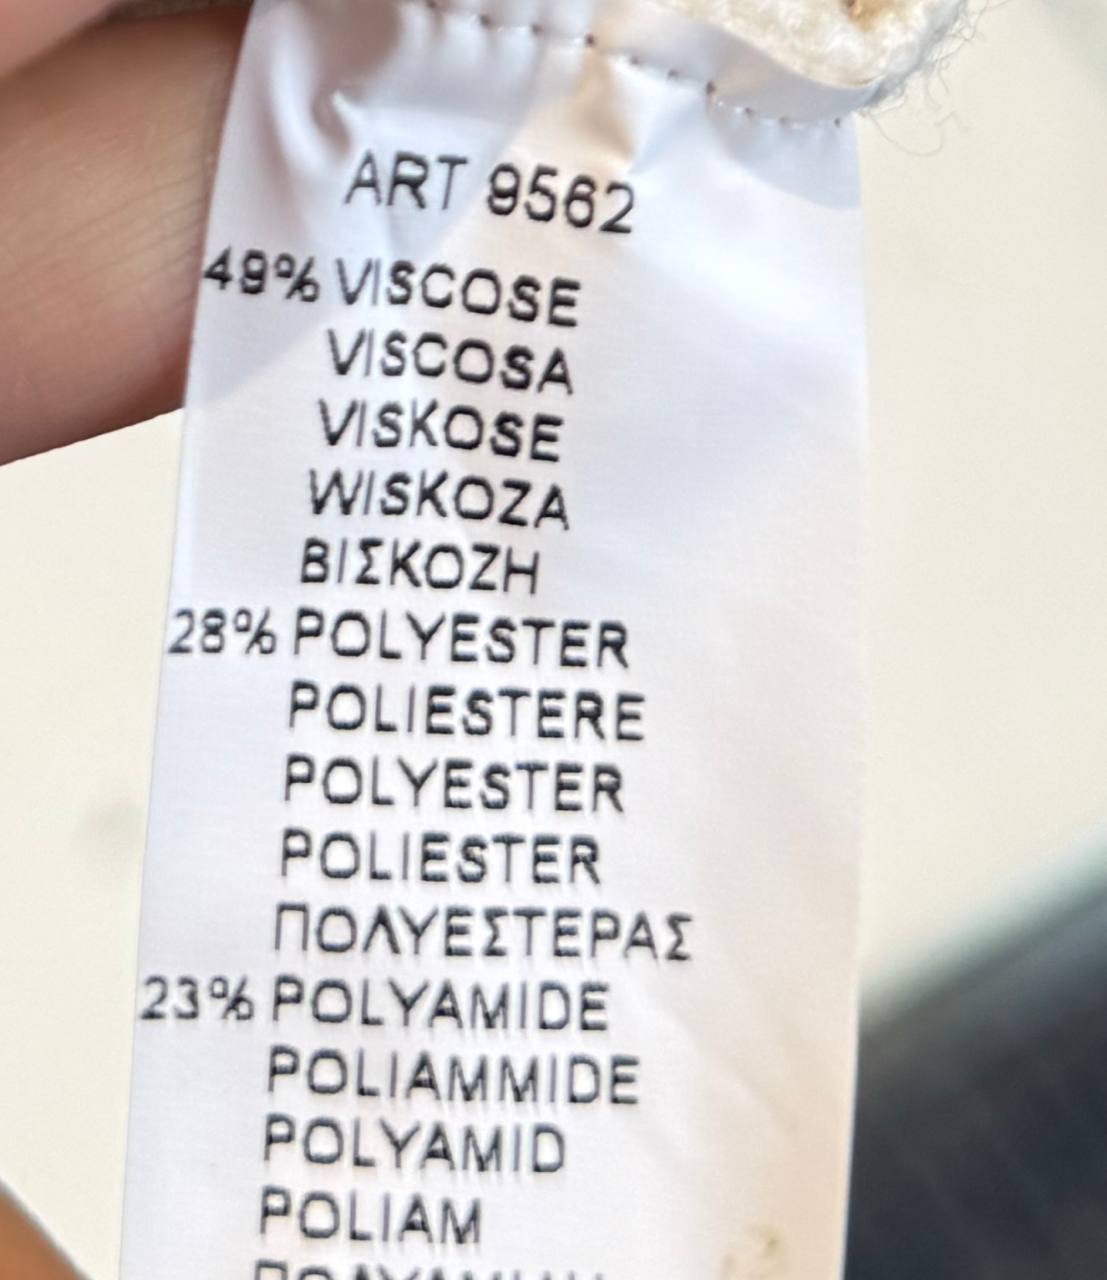 ART 9562
49% VISCOSE
VISCOSA
VISKOSE
WISKOZA
ΒΙΣΚΟΖΗ
28% POLYESTER
POLIESTERE
POLYESTER
POLIESTER
ΠΟΛΥΕΣΤΕΡΑΣ
23% POLYAMIDE
POLIAMMIDE
POLYAMID
POLIAM